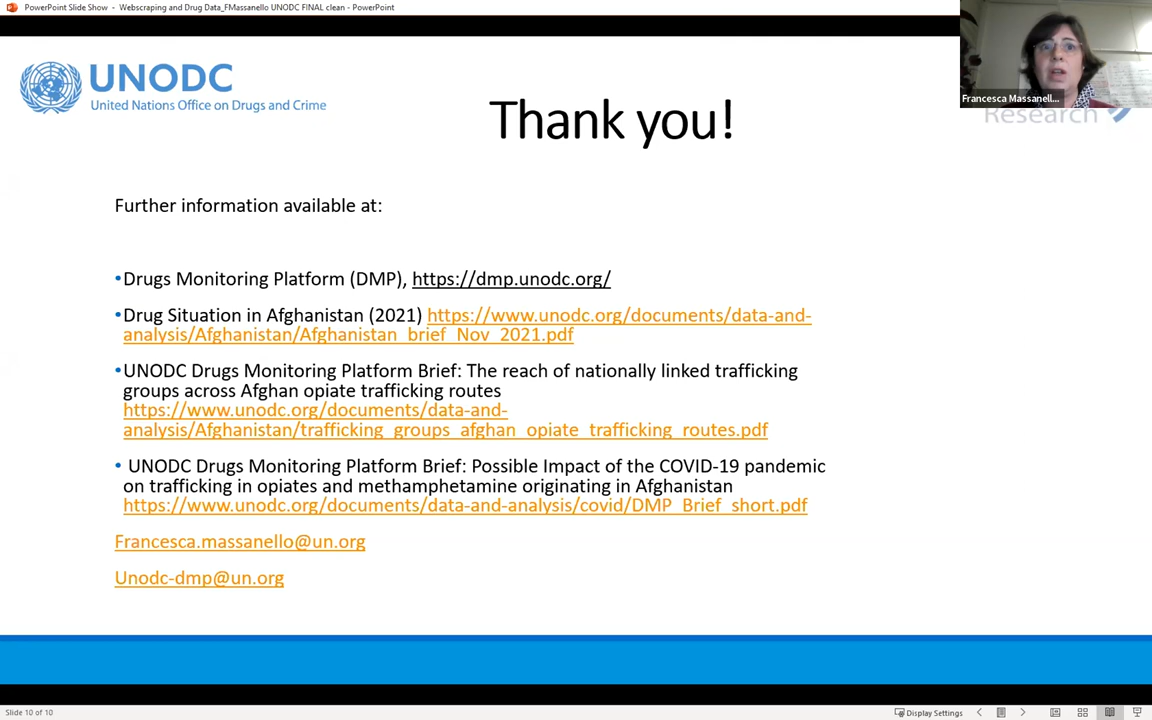 PowerPoint Slide Show - Webscraping and Drug Data_FMassanello UNODC FINAL clean - PowerPoint
UNODC
United Nations Office on Drugs and Crime
Francesca Massanell...
Research
Thank you!
Further information available at:
•Drugs Monitoring Platform (DMP), https://dmp.unodc.org/
•Drug Situation in Afghanistan (2021) https://www.unodc.org/documents/data-and-
analysis/Afghanistan/Afghanistan_brief_Nov_2021.pdf
•UNODC Drugs Monitoring Platform Brief: The reach of nationally linked trafficking
groups across Afghan opiate trafficking routes
https://www.unodc.org/documents/data-and-
analysis/Afghanistan/trafficking_groups_afghan_opiate_trafficking_routes.pdf
• UNODC Drugs Monitoring Platform Brief: Possible Impact of the COVID-19 pandemic
on trafficking in opiates and methamphetamine originating in Afghanistan
https://www.unodc.org/documents/data-and-analysis/covid/DMP_Brief_short.pdf
Francesca.massanello@un.org
Unodc-dmp@un.org
Slide 10 of 10
Display Settings